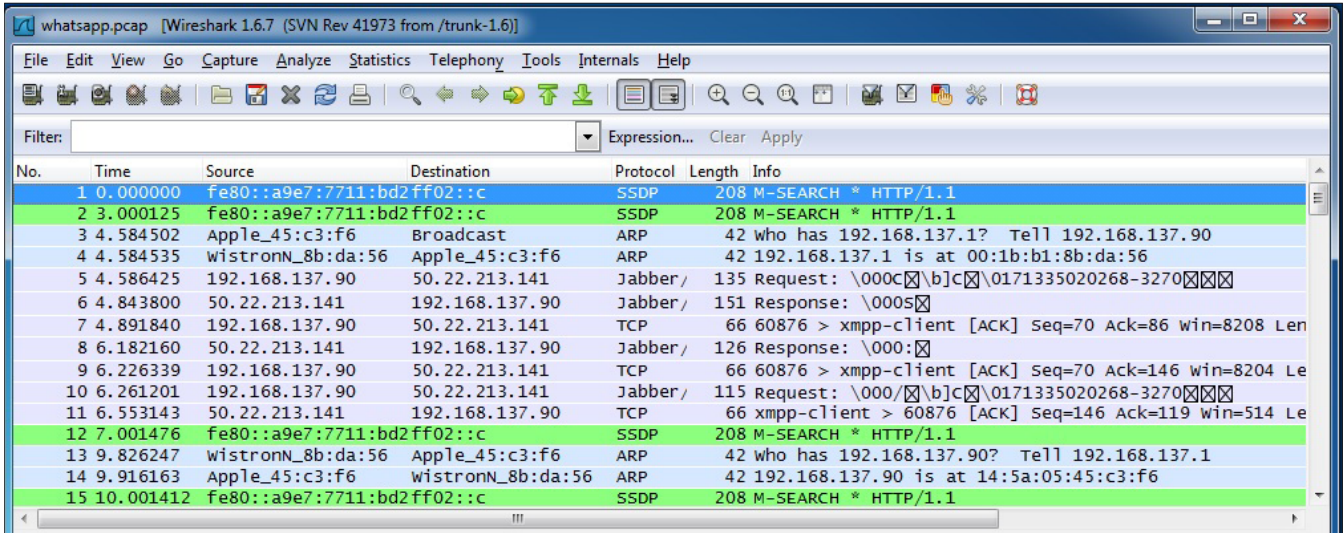 whatsapp.pcap [Wireshark 1.6.7 (SVN Rev 41973 from /trunk-1.6)]
File Edit View Go Capture Analyze Statistics Telephony Tools Internals Help
Filter: Expression... Clear Apply
No. Time Source Destination Protocol Length Info
1 0.000000 fe80::a9e7:7711:bd2 ff02::c SSDP 208 M-SEARCH * HTTP/1.1
2 3.000125 fe80::a9e7:7711:bd2 ff02::c SSDP 208 M-SEARCH * HTTP/1.1
3 4.584502 Apple_45:c3:f6 Broadcast ARP 42 Who has 192.168.137.1? Tell 192.168.137.90
4 4.584535 WistronN_8b:da:56 Apple_45:c3:f6 ARP 42 192.168.137.1 is at 00:1b:b1:8b:da:56
5 4.586425 192.168.137.90 50.22.213.141 Jabber/ 135 Request: \000C☒\b]C☒\0171335020268-3270☒☒☒
6 4.843800 50.22.213.141 192.168.137.90 Jabber/ 151 Response: \000S☒
7 4.891840 192.168.137.90 50.22.213.141 TCP 66 60876 > xmpp-client [ACK] Seq=70 Ack=86 Win=8208 Len
8 6.182160 50.22.213.141 192.168.137.90 Jabber/ 126 Response: \000:☒
9 6.226339 192.168.137.90 50.22.213.141 TCP 66 60876 > xmpp-client [ACK] Seq=70 Ack=146 Win=8204 Le
10 6.261201 192.168.137.90 50.22.213.141 Jabber/ 115 Request: \000/☒\b]C☒\0171335020268-3270☒☒☒
11 6.553143 50.22.213.141 192.168.137.90 TCP 66 xmpp-client > 60876 [ACK] Seq=146 Ack=119 Win=514 Le
12 7.001476 fe80::a9e7:7711:bd2 ff02::c SSDP 208 M-SEARCH * HTTP/1.1
13 9.826247 WistronN_8b:da:56 Apple_45:c3:f6 ARP 42 Who has 192.168.137.90? Tell 192.168.137.1
14 9.916163 Apple_45:c3:f6 WistronN_8b:da:56 ARP 42 192.168.137.90 is at 14:5a:05:45:c3:f6
15 10.001412 fe80::a9e7:7711:bd2 ff02::c SSDP 208 M-SEARCH * HTTP/1.1